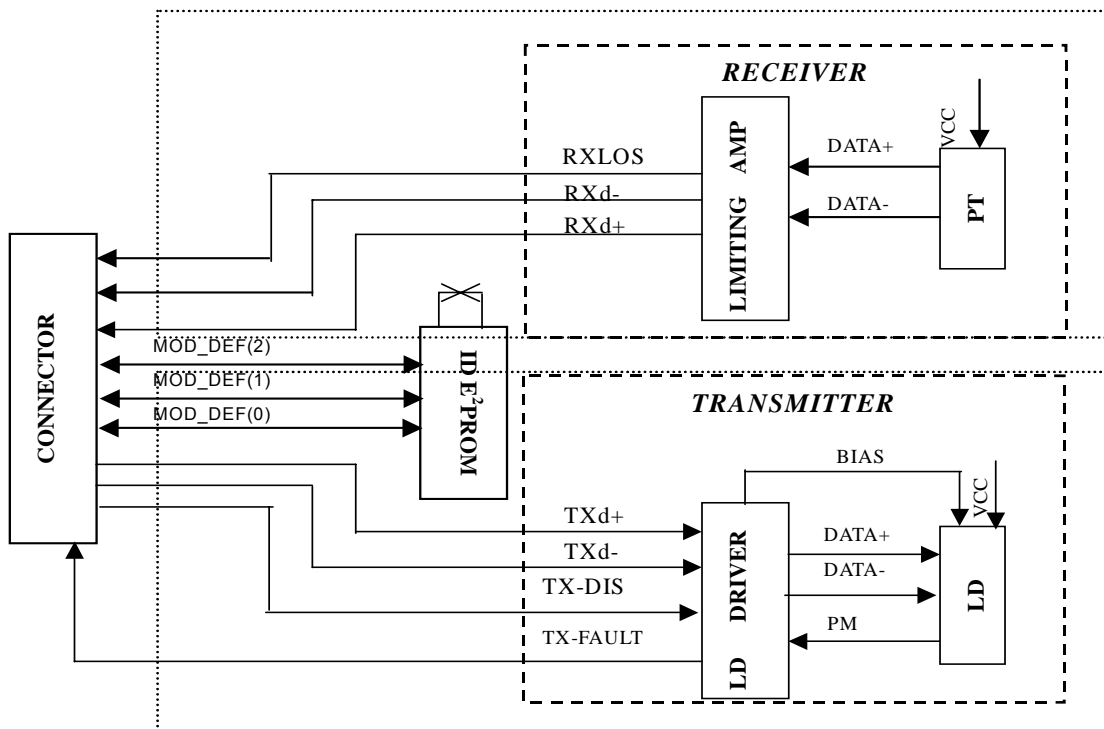 RECEIVER
VCC
RXLOS
LIMITING AMP
DATA+
RXd-
DATA-
PT
RXd+
CONNECTOR
MOD_DEF(2)
MOD_DEF(1)
MOD_DEF(0)
ID E²PROM
TRANSMITTER
BIAS
VCC
TXd+
LD DRIVER
DATA+
TXd-
DATA-
LD
TX-DIS
PM
TX-FAULT